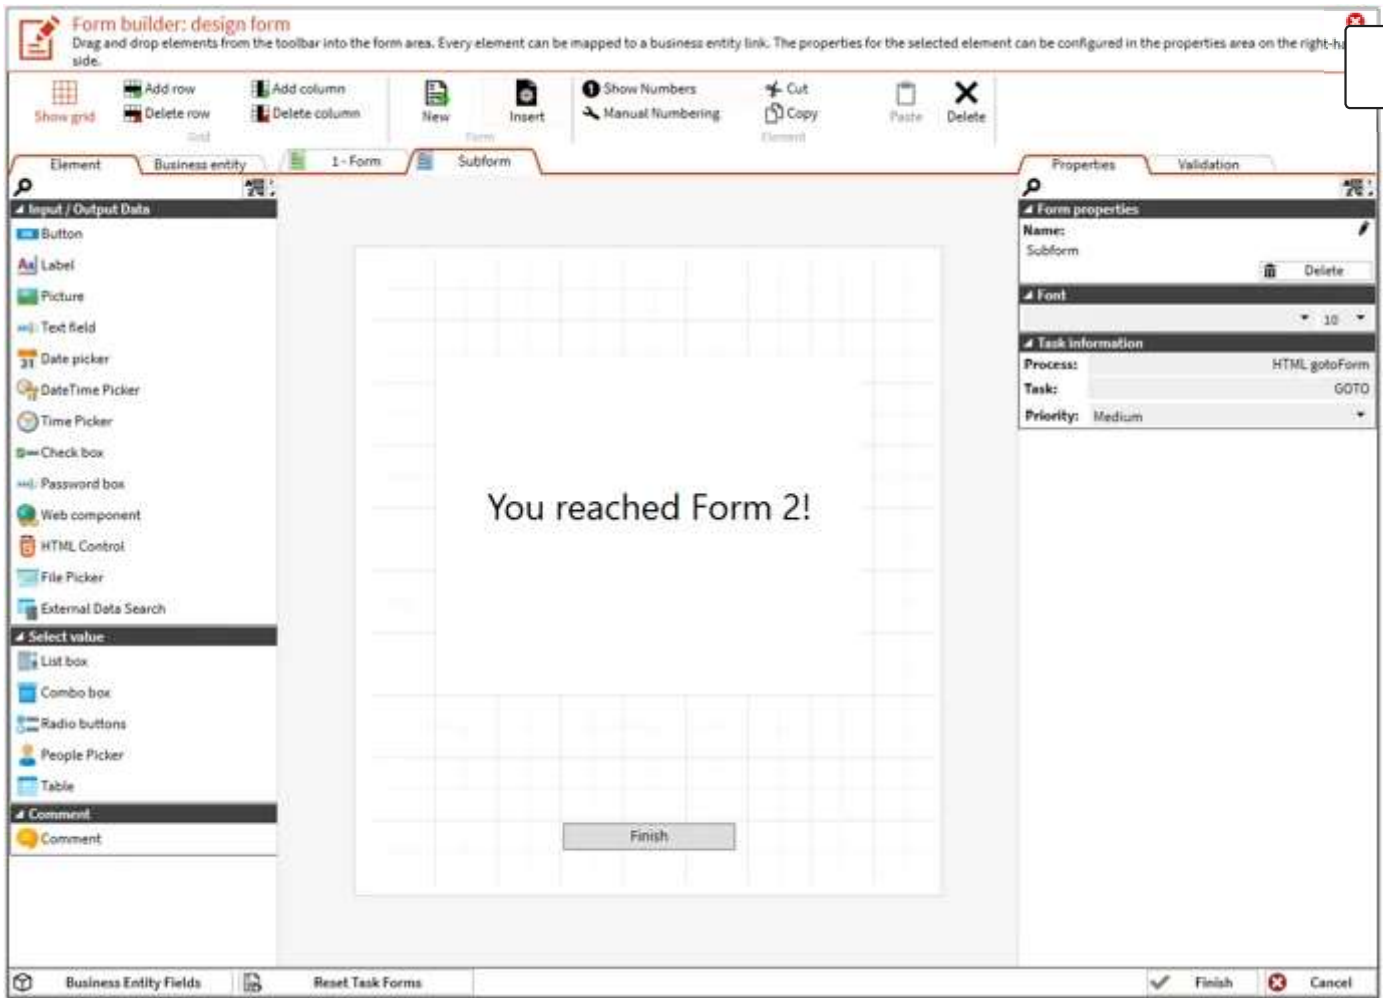 Form builder: design form
Drag and drop elements from the toolbar into the form area. Every element can be mapped to a business entity link. The properties for the selected element can be configured in the properties area on the right-ha
side.
Show grid
Add row
Delete row
Add column
Delete column
Grid
New
Insert
Form
Show Numbers
Manual Numbering
Cut
Copy
Element
Paste
Delete
Element
Business entity
1 - Form
Subform
Properties
Validation
Input / Output Data
Button
Label
Picture
Text field
Date picker
DateTime Picker
Time Picker
Check box
Password box
Web component
HTML Control
File Picker
External Data Search
Select value
List box
Combo box
Radio buttons
People Picker
Table
Comment
Comment
You reached Form 2!
Finish
Form properties
Name:
Subform
Delete
Font
10
Task information
Process: HTML gotoForm
Task: GOTO
Priority: Medium
Business Entity Fields
Reset Task Forms
Finish
Cancel